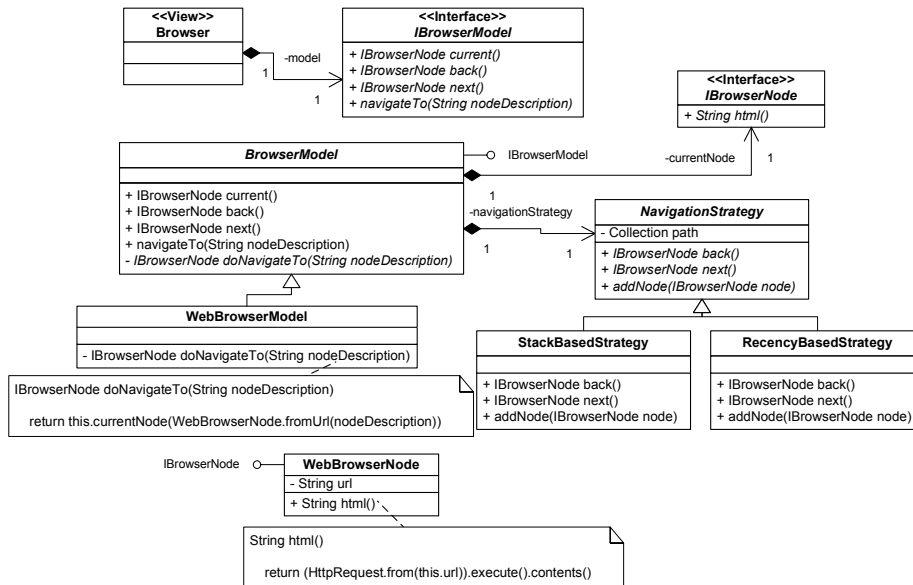 <<View>>
Browser
-model
1
1
<<Interface>>
IBrowserModel
+ IBrowserNode current()
+ IBrowserNode back()
+ IBrowserNode next()
+ navigateTo(String nodeDescription)
<<Interface>>
IBrowserNode
+ String html()
BrowserModel
+ IBrowserNode current()
+ IBrowserNode back()
+ IBrowserNode next()
+ navigateTo(String nodeDescription)
- IBrowserNode doNavigateTo(String nodeDescription)
IBrowserModel
-currentNode
1
1
-navigationStrategy
1
1
NavigationStrategy
- Collection path
+ IBrowserNode back()
+ IBrowserNode next()
+ addNode(IBrowserNode node)
WebBrowserModel
- IBrowserNode doNavigateTo(String nodeDescription)
StackBasedStrategy
+ IBrowserNode back()
+ IBrowserNode next()
+ addNode(IBrowserNode node)
RecencyBasedStrategy
+ IBrowserNode back()
+ IBrowserNode next()
+ addNode(IBrowserNode node)
IBrowserNode doNavigateTo(String nodeDescription)
return this.currentNode(WebBrowserNode.fromUrl(nodeDescription))
IBrowserNode
WebBrowserNode
- String url
+ String html()
String html()
return (HttpRequest.from(this.url)).execute().contents()